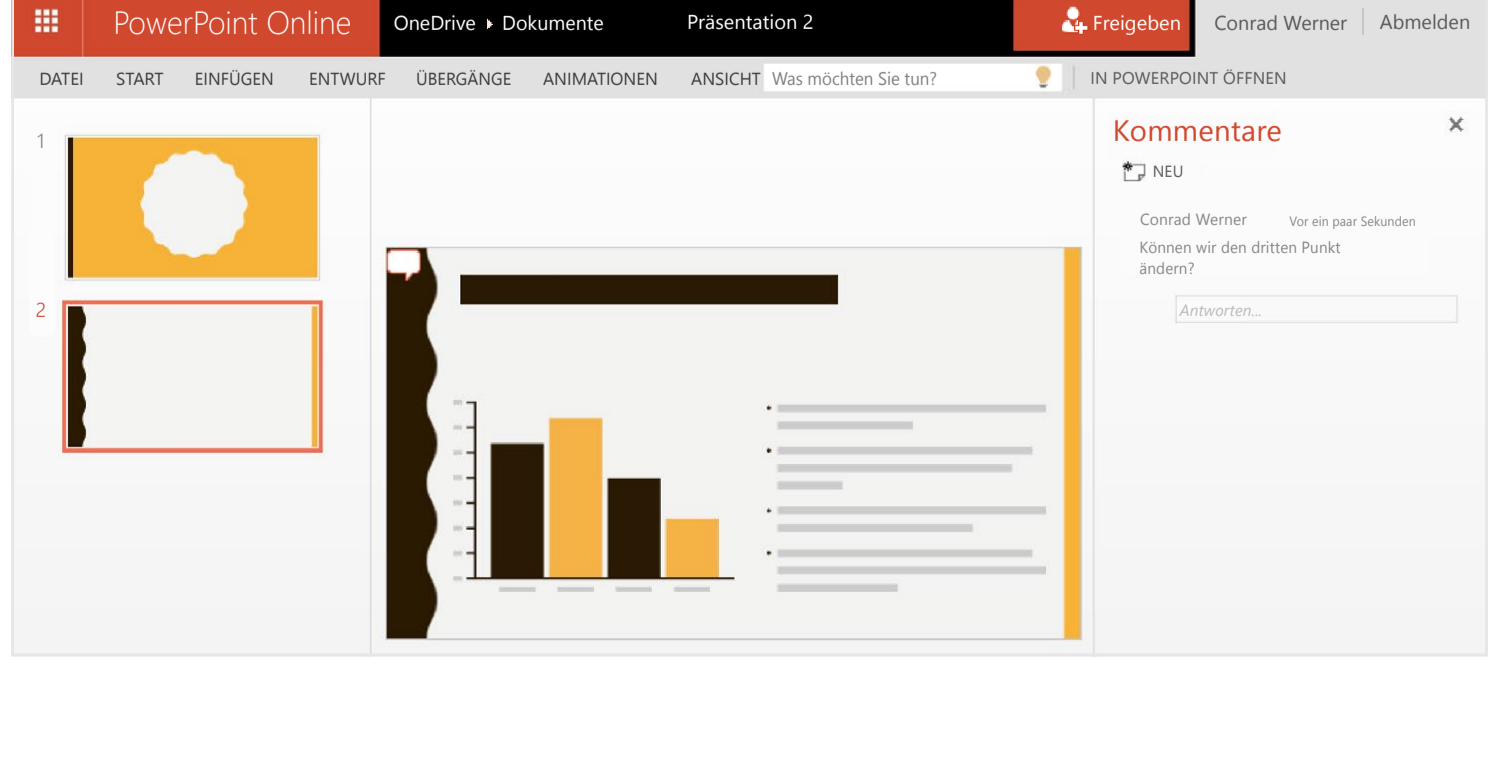 PowerPoint Online OneDrive ▸ Dokumente Präsentation 2 Freigeben Conrad Werner Abmelden
DATEI START EINFÜGEN ENTWURF ÜBERGÄNGE ANIMATIONEN ANSICHT Was möchten Sie tun? IN POWERPOINT ÖFFNEN
1
2
Kommentare
NEU
Conrad Werner Vor ein paar Sekunden
Können wir den dritten Punkt
ändern?
Antworten...